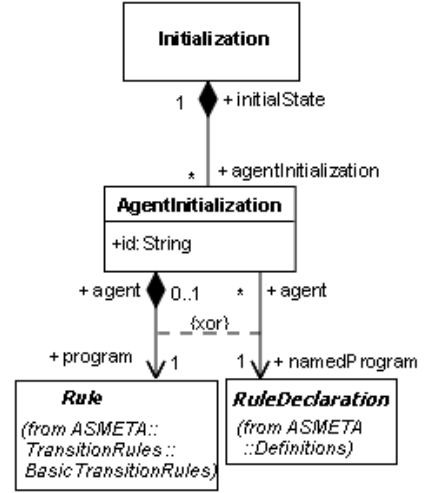 Initialization
1
+ initialState
*
+ agentInitialization
AgentInitialization
+id: String
+ agent
0..1
*
+ agent
{xor}
+ program
1
1
+ namedProgram
Rule
(from ASMETA::
TransitionRules ::
BasicTransitionRules)
RuleDeclaration
(from ASMETA
::Definitions)